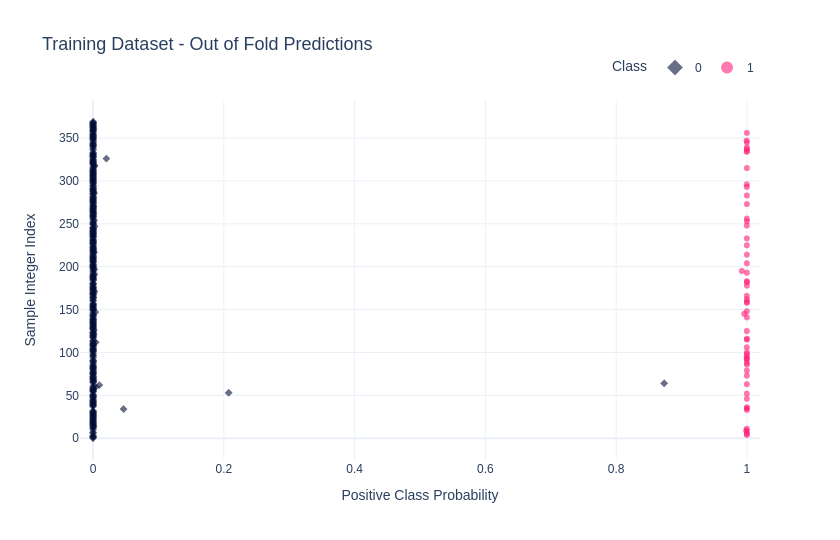 Training Dataset - Out of Fold Predictions
Class 0 1
350
300
250
200
150
100
50
0
Sample Integer Index
0 0.2 0.4 0.6 0.8 1
Positive Class Probability